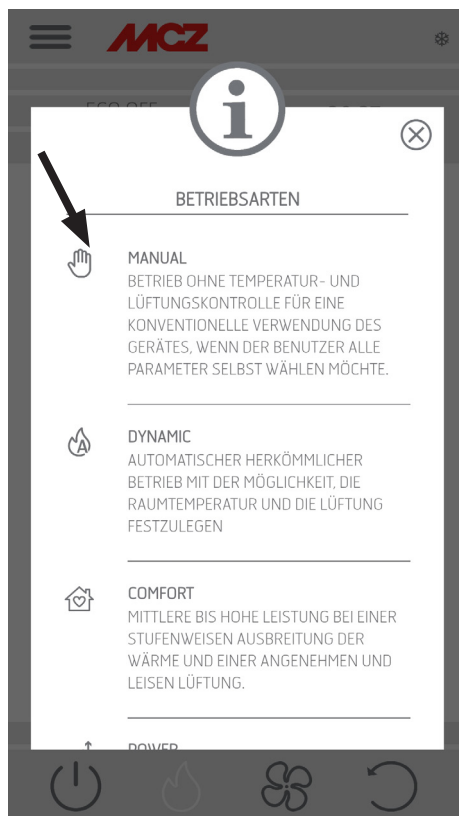 MCZ
ECO OFF
BETRIEBSARTEN
MANUAL
BETRIEB OHNE TEMPERATUR- UND
LÜFTUNGSKONTROLLE FÜR EINE
KONVENTIONELLE VERWENDUNG DES
GERÄTES, WENN DER BENUTZER ALLE
PARAMETER SELBST WÄHLEN MÖCHTE.
DYNAMIC
AUTOMATISCHER HERKÖMMLICHER
BETRIEB MIT DER MÖGLICHKEIT, DIE
RAUMTEMPERATUR UND DIE LÜFTUNG
FESTZULEGEN
COMFORT
MITTLERE BIS HOHE LEISTUNG BEI EINER
STUFENWEISEN AUSBREITUNG DER
WÄRME UND EINER ANGENEHMEN UND
LEISEN LÜFTUNG.
POWER